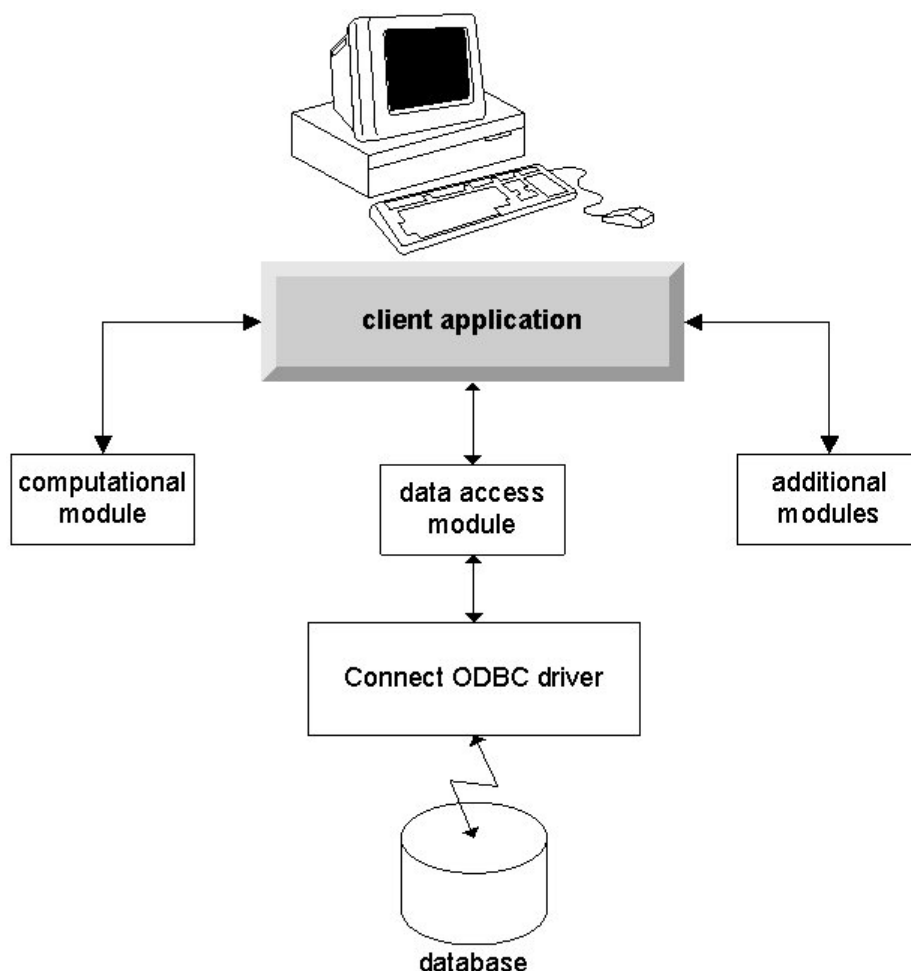 client application
computational
module
data access
module
additional
modules
Connect ODBC driver
database